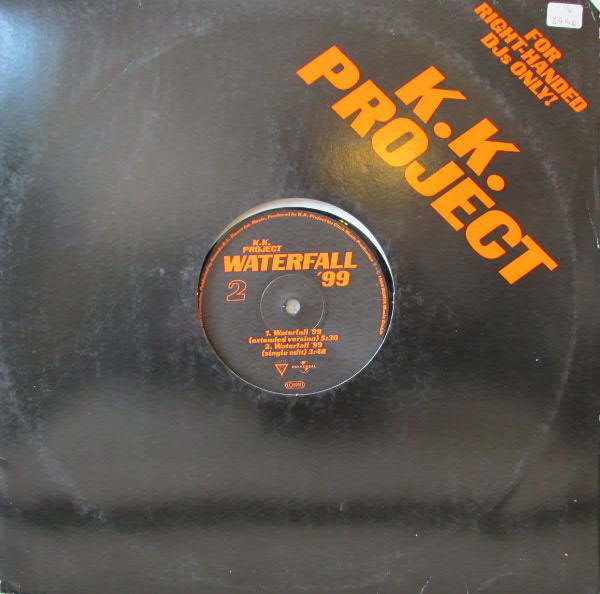 FOR
RIGHT-HANDED
DJs ONLY!
K.K.
PROJECT
K.K.
PROJECT
WATERFALL
'99
2
1. Waterfall '99
(extended version) 5:30
2. Waterfall '99
(single edit) 3:48
UNIVERSAL